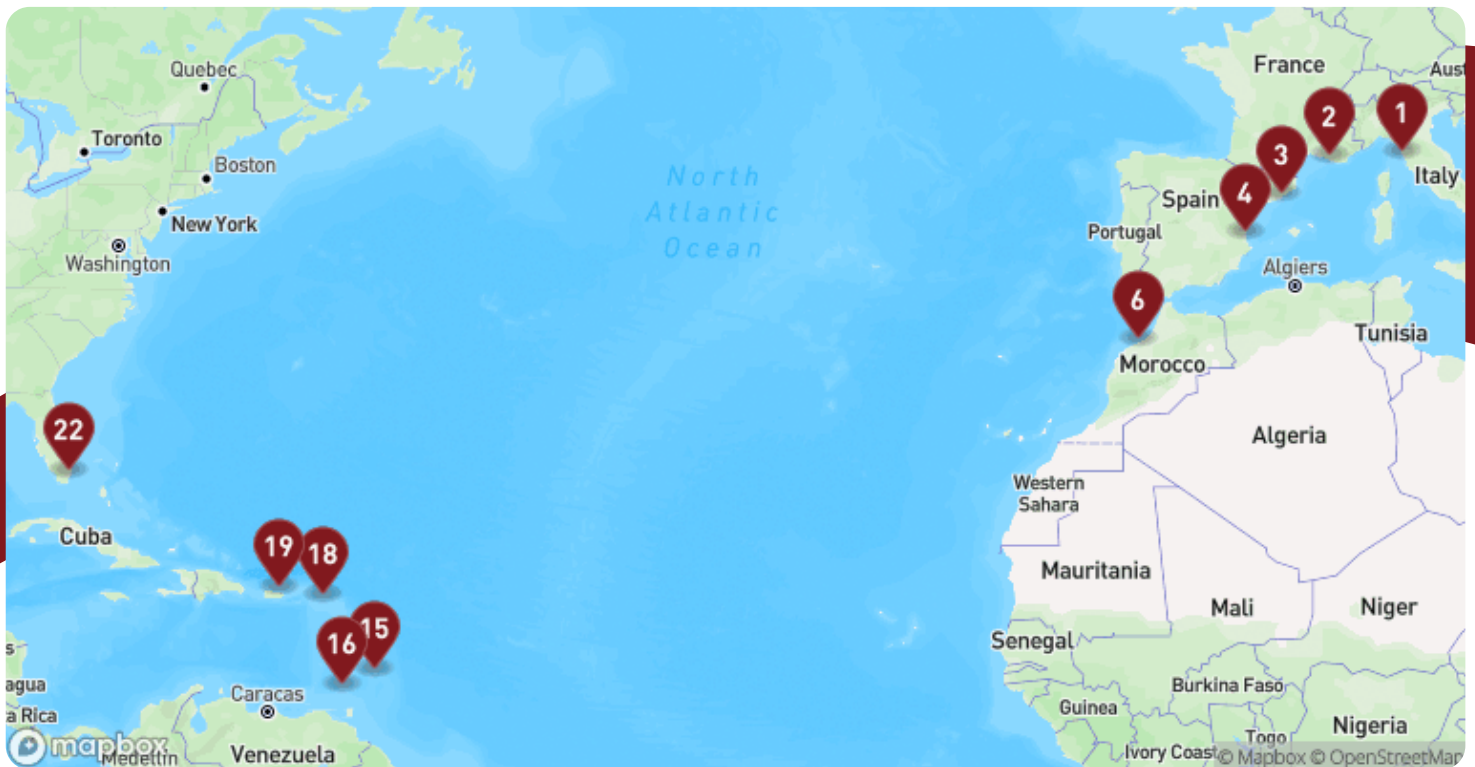 Quebec
France
Aust
Toronto
2
1
Boston
3
Italy
4
Spain
North
Atlantic
Ocean
New York
Portugal
Washington
Algiers
6
Tunisia
Morocco
22
Algeria
Western
Sahara
Cuba
19
18
Mauritania
Mali
Niger
15
16
Senegal
s
agua
Caracas
Burkina Faso
a Rica
Guinea
Nigeria
Togo
mapbox
Medellín
Venezuela
Ivory Coast
© Mapbox © OpenStreetMap